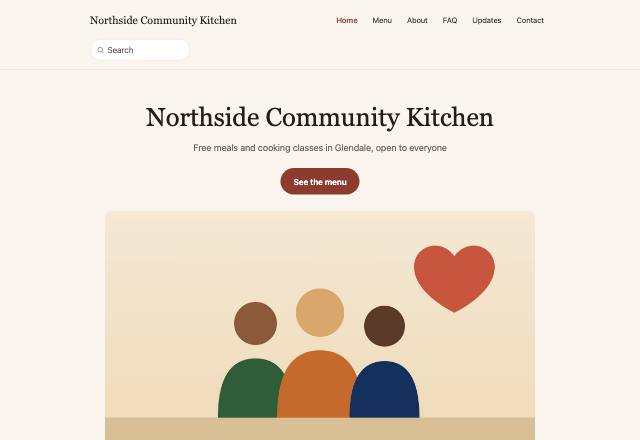 Northside Community Kitchen
Home Menu About FAQ Updates Contact
Search
Northside Community Kitchen
Free meals and cooking classes in Glendale, open to everyone
See the menu